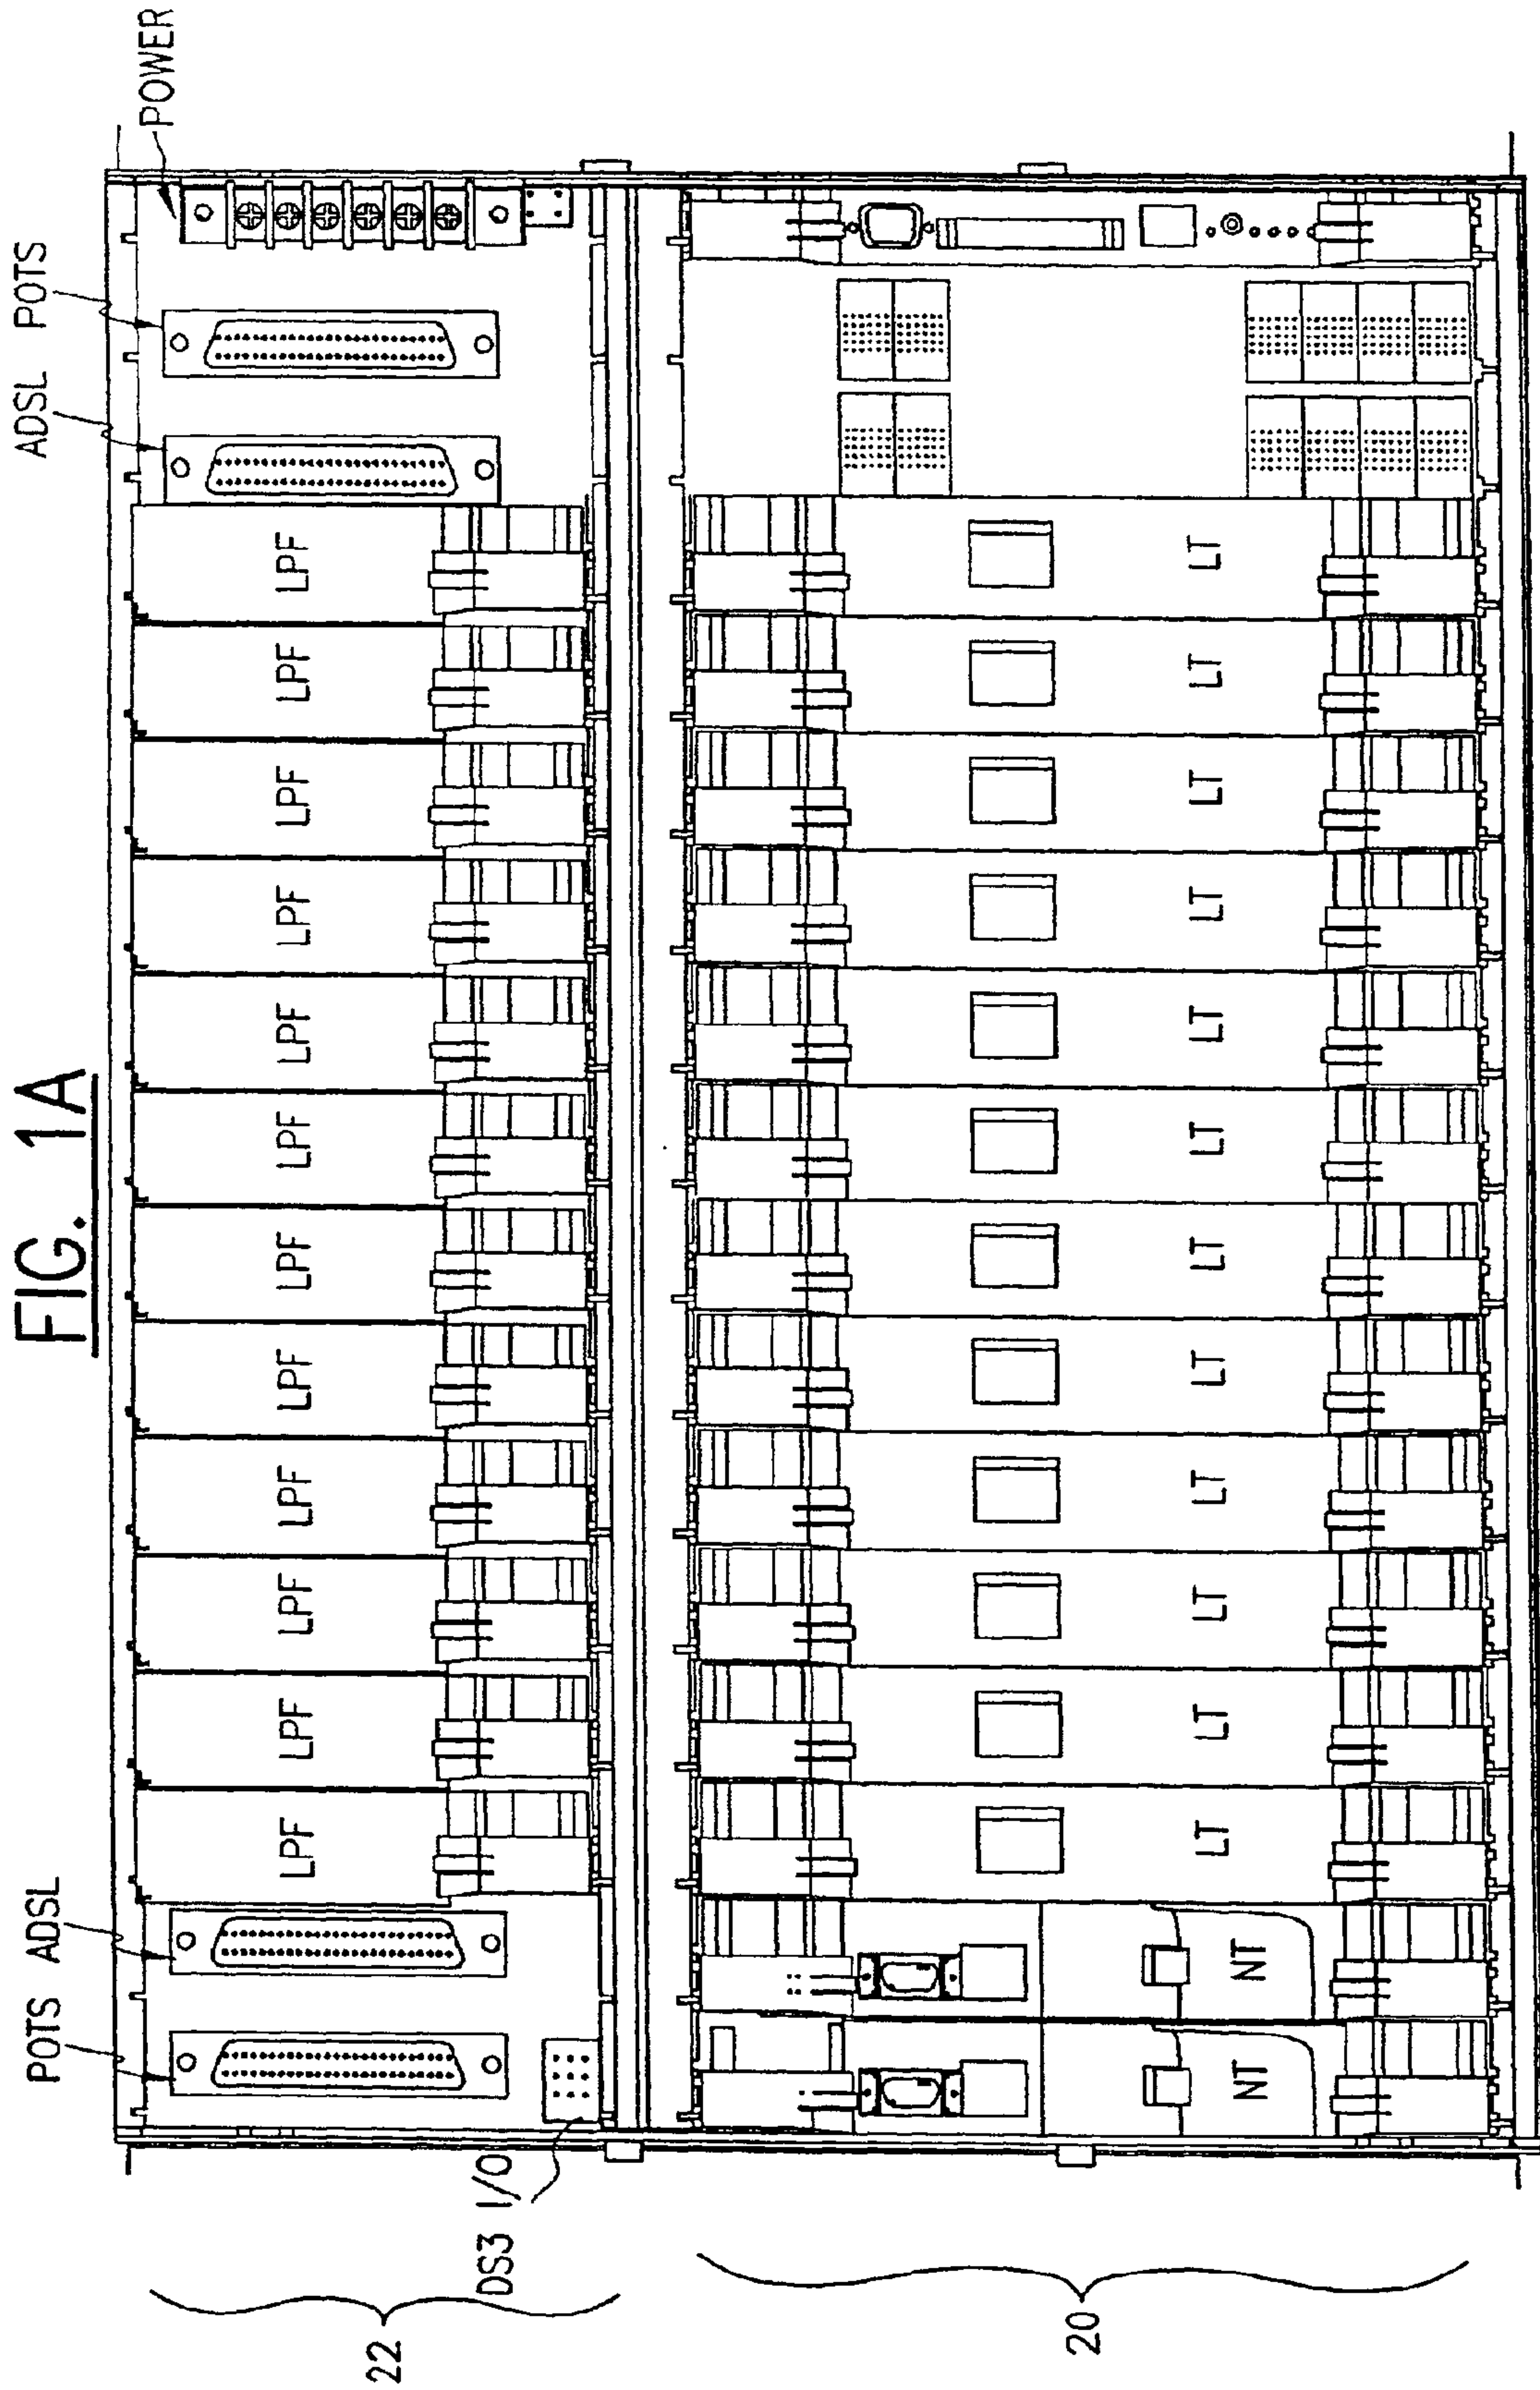 FIG. 1A
POTS ADSL
ADSL POTS
POWER
22
LPF LPF LPF LPF LPF LPF LPF LPF LPF LPF LPF LPF
DS3 I/O
20
NT NT LT LT LT LT LT LT LT LT LT LT LT LT